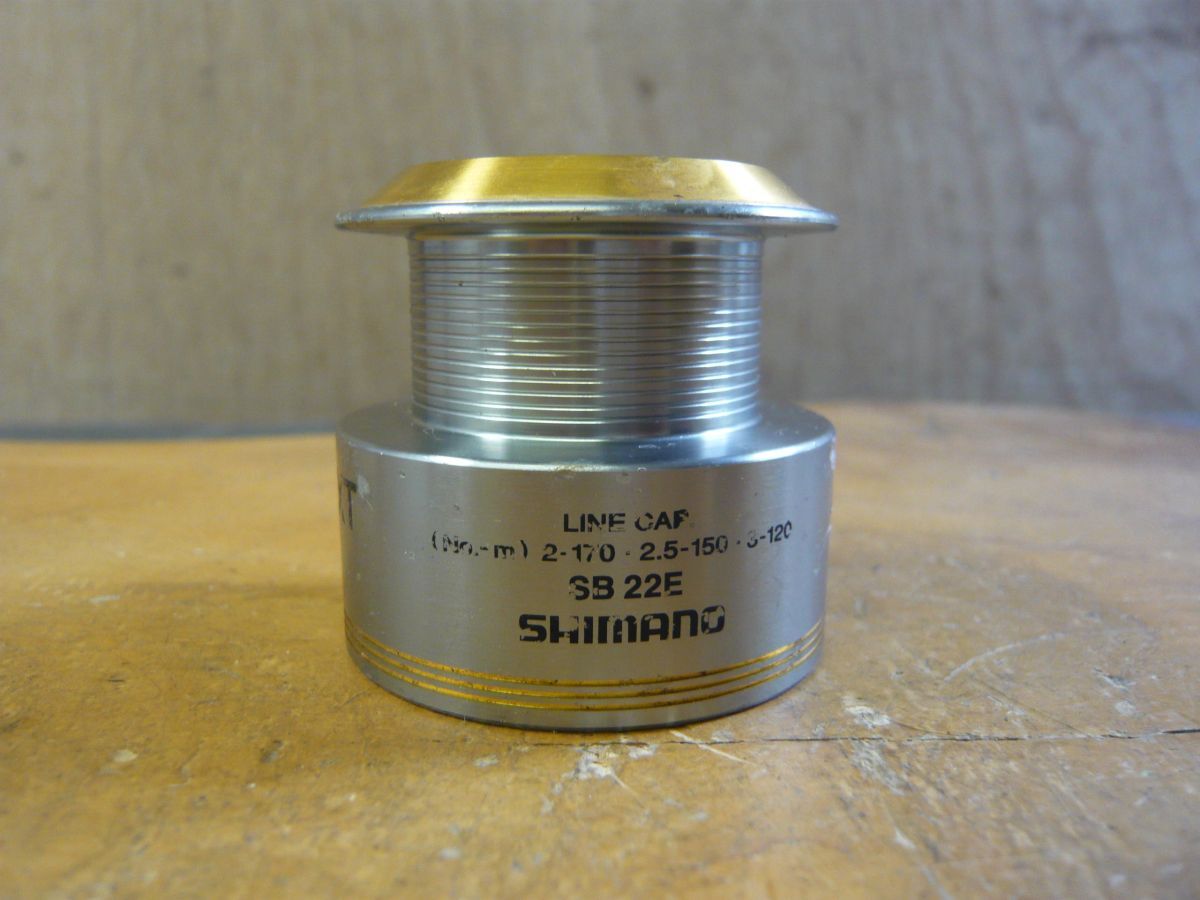 LINE CAP.
(No.-m) 2-170 · 2.5-150 · 3-120
SB 22E
SHIMANO